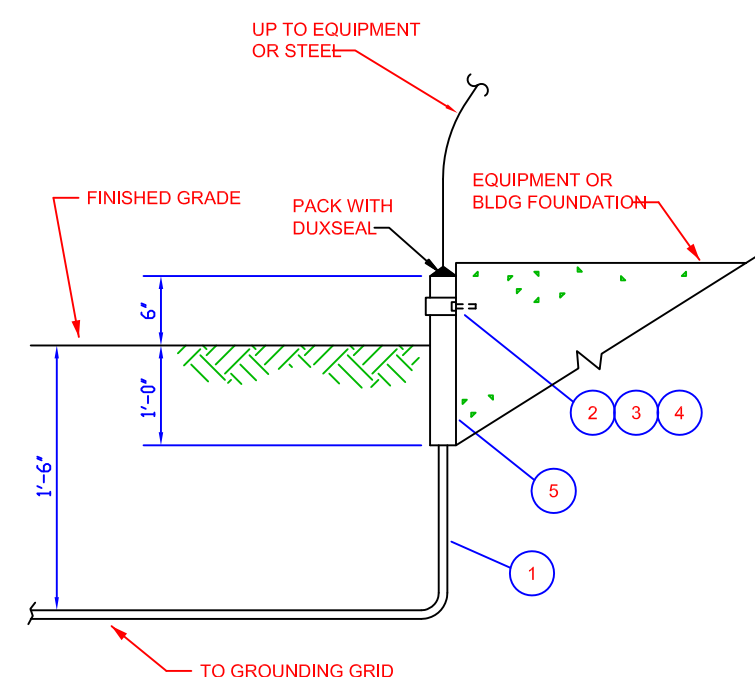 UP TO EQUIPMENT
OR STEEL
FINISHED GRADE
PACK WITH
DUXSEAL
EQUIPMENT OR
BLDG FOUNDATION
6"
1'-0"
1'-6"
2 3 4
5
1
TO GROUNDING GRID